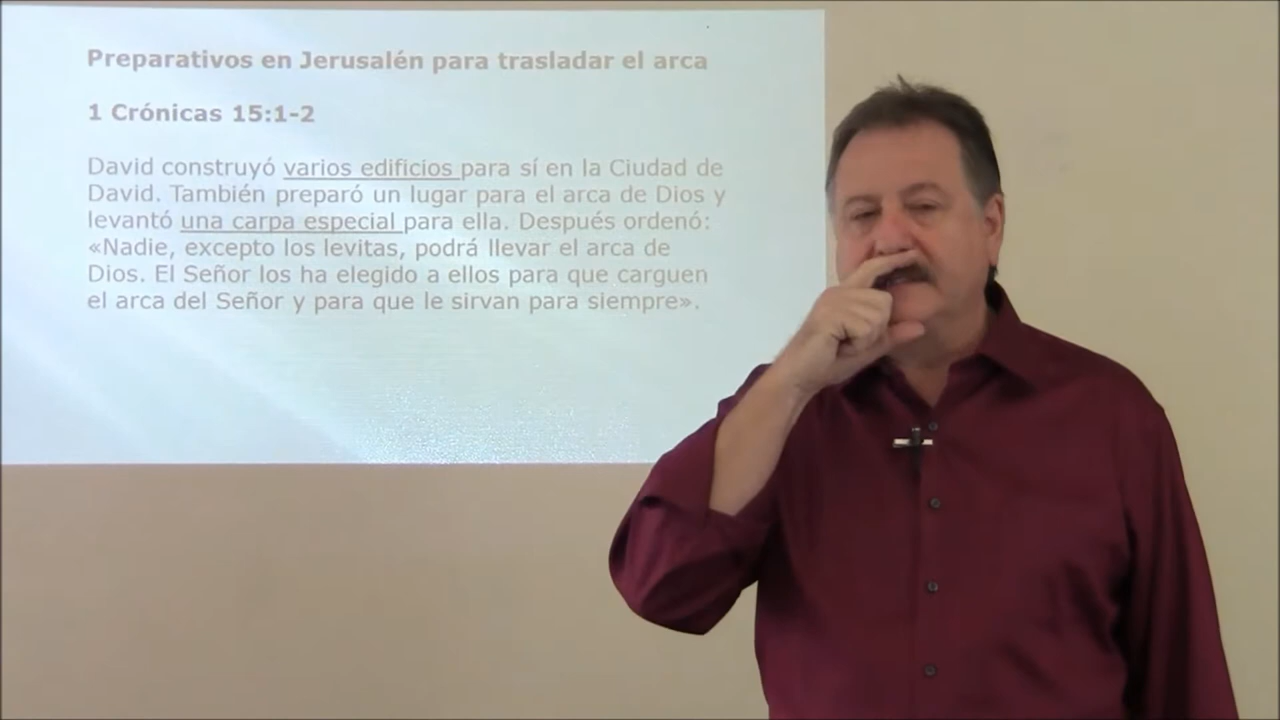 Preparativos en Jerusalén para trasladar el arca
1 Crónicas 15:1-2
David construyó varios edificios para sí en la Ciudad de
David. También preparó un lugar para el arca de Dios y
levantó una carpa especial para ella. Después ordenó:
«Nadie, excepto los levitas, podrá llevar el arca de
Dios. El Señor los ha elegido a ellos para que carguen
el arca del Señor y para que le sirvan para siempre».